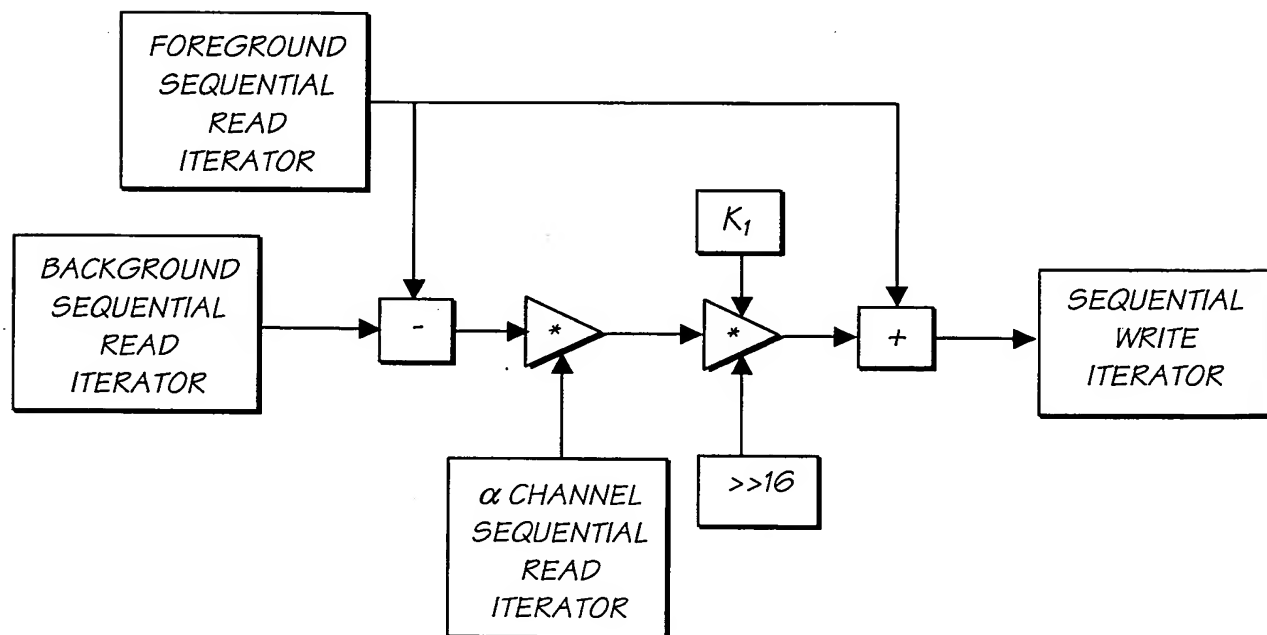 FOREGROUND
SEQUENTIAL
READ
ITERATOR
BACKGROUND
SEQUENTIAL
READ
ITERATOR
-
*
K₁
*
+
SEQUENTIAL
WRITE
ITERATOR
α CHANNEL
SEQUENTIAL
READ
ITERATOR
>>16